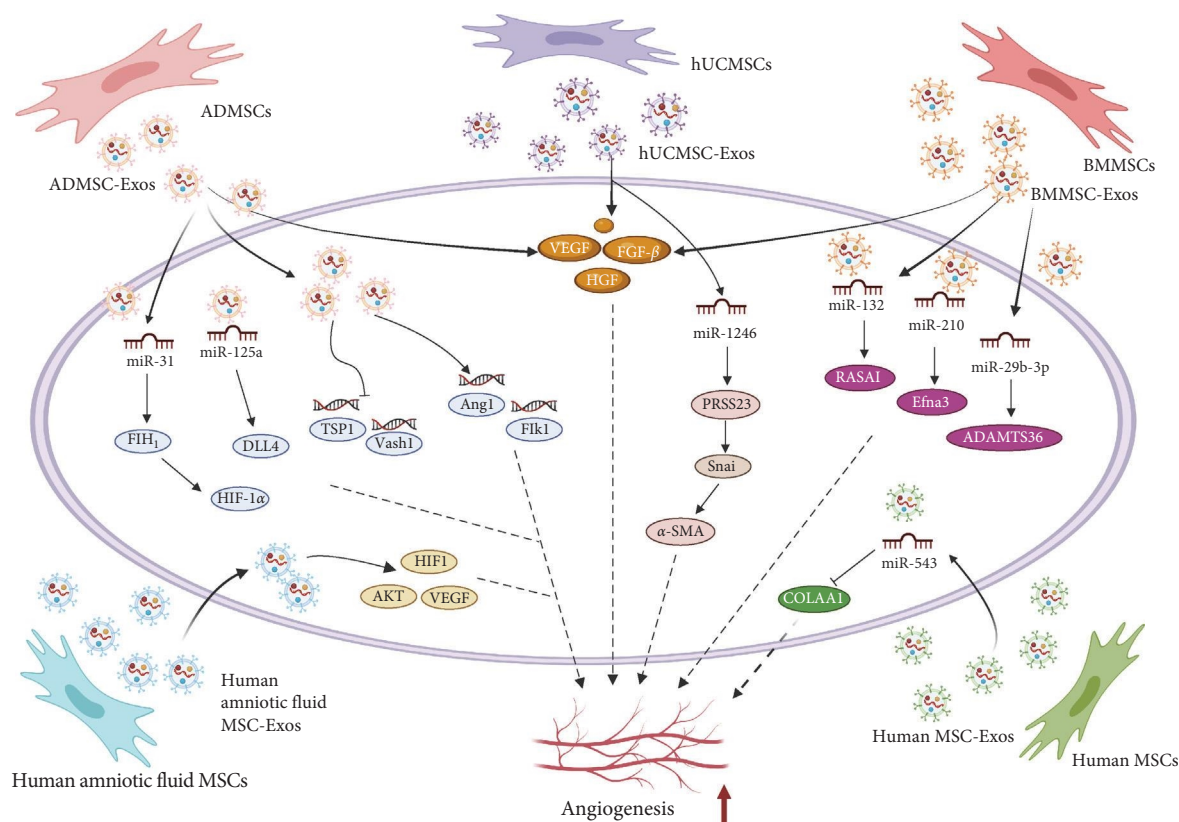 hUCMSCs
ADMSCs
hUCMSC-Exos
BMMSCs
ADMSC-Exos
BMMSC-Exos
VEGF
FGF-β
HGF
miR-132
miR-210
miR-1246
miR-31
miR-125a
miR-29b-3p
RASAI
Efna3
PRSS23
Ang1
TSP1
Flk1
Vash1
FIH₁
DLL4
ADAMTS36
Snai
HIF-1α
α-SMA
miR-543
HIF1
AKT
VEGF
COLAA1
Human
amniotic fluid
MSC-Exos
Human MSC-Exos
Human MSCs
Human amniotic fluid MSCs
Angiogenesis